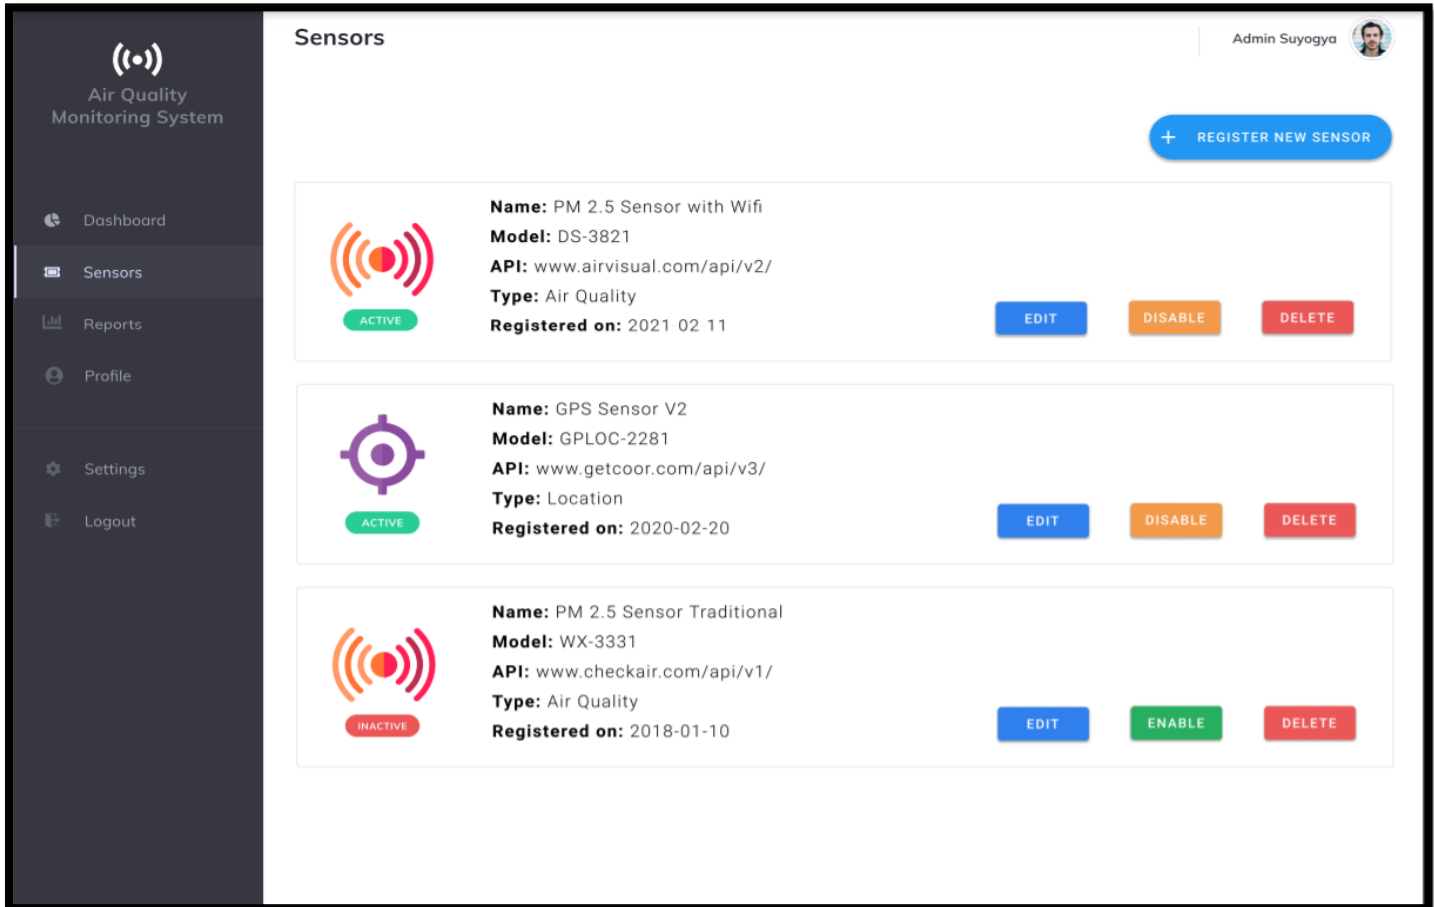 Air Quality
Monitoring System
Dashboard
Sensors
Reports
Profile
Settings
Logout
Sensors
Admin Suyogya
+ REGISTER NEW SENSOR
Name: PM 2.5 Sensor with Wifi
Model: DS-3821
API: www.airvisual.com/api/v2/
Type: Air Quality
Registered on: 2021 02 11
ACTIVE
EDIT DISABLE DELETE
Name: GPS Sensor V2
Model: GPLOC-2281
API: www.getcoor.com/api/v3/
Type: Location
Registered on: 2020-02-20
ACTIVE
EDIT DISABLE DELETE
Name: PM 2.5 Sensor Traditional
Model: WX-3331
API: www.checkair.com/api/v1/
Type: Air Quality
Registered on: 2018-01-10
INACTIVE
EDIT ENABLE DELETE